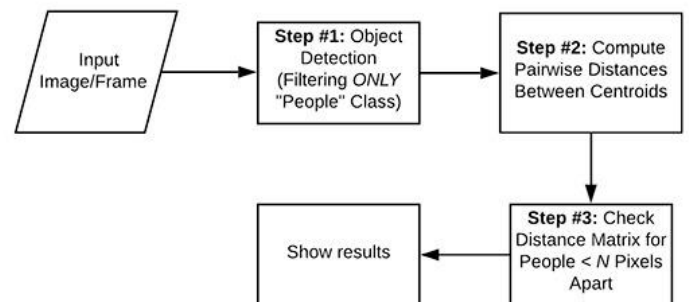 Input
Image/Frame
Step #1: Object
Detection
(Filtering ONLY
"People" Class)
Step #2: Compute
Pairwise Distances
Between Centroids
Step #3: Check
Distance Matrix for
People < N Pixels
Apart
Show results